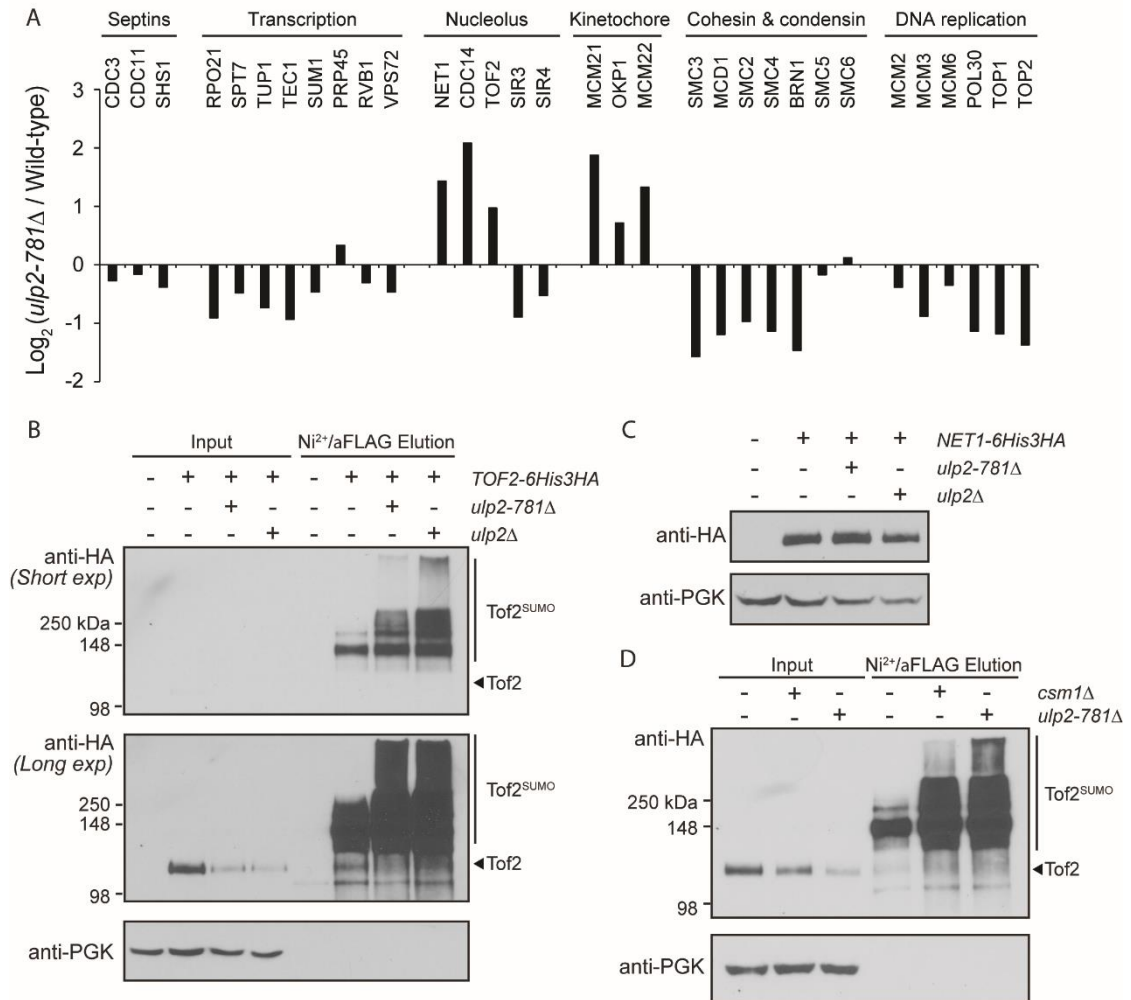 A
Septins Transcription Nucleolus Kinetochore Cohesin & condensin DNA replication
CDC3 CDC11 SHS1 RPO21 SPT7 TUP1 TEC1 SUM1 PRP45 RVB1 VPS72 NET1 CDC14 TOF2 SIR3 SIR4 MCM21 OKP1 MCM22 SMC3 MCD1 SMC2 SMC4 BRN1 SMC5 SMC6 MCM2 MCM3 MCM6 POL30 TOP1 TOP2
Log₂ (ulp2-781Δ / Wild-type)
3
2
1
0
-1
-2
B
Input Ni²⁺/aFLAG Elution
- + + + - + + + TOF2-6His3HA
- - + - - - + - ulp2-781Δ
- - - + - - - + ulp2Δ
anti-HA
(Short exp)
250 kDa
148
98
Tof2ˢᵁᴹᴼ
Tof2
anti-HA
(Long exp)
250
148
98
Tof2ˢᵁᴹᴼ
Tof2
anti-PGK
C
- + + + NET1-6His3HA
- - + - ulp2-781Δ
- - - + ulp2Δ
anti-HA
anti-PGK
D
Input Ni²⁺/aFLAG Elution
- + - - + - csm1Δ
- - + - - + ulp2-781Δ
anti-HA
250 kDa
148
98
Tof2ˢᵁᴹᴼ
Tof2
anti-PGK